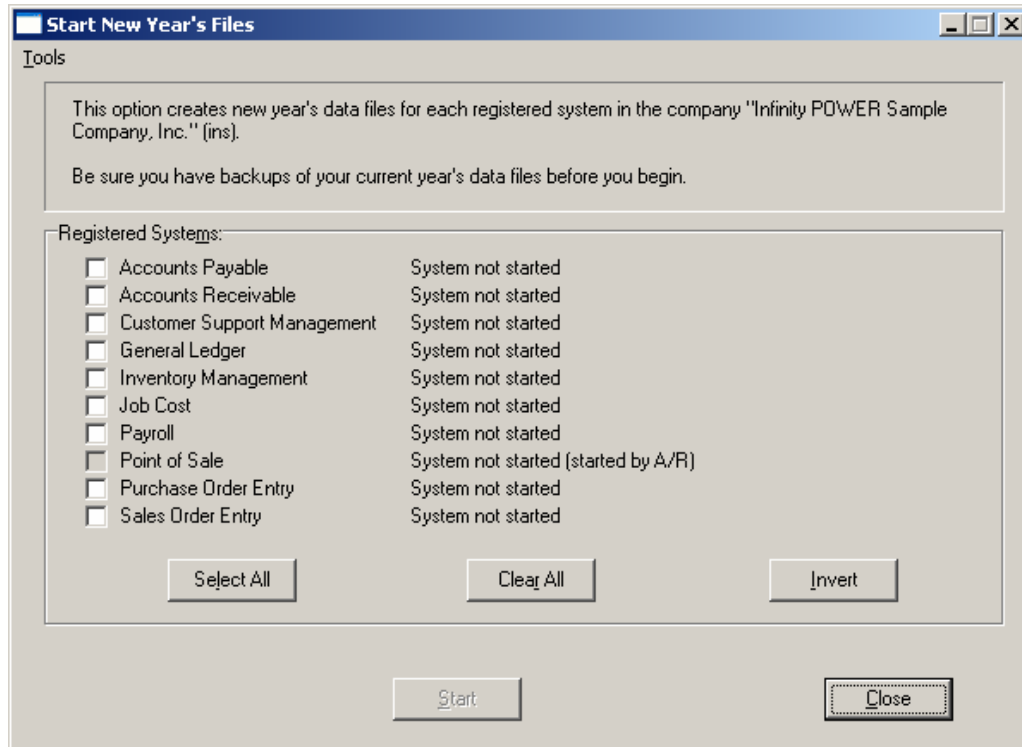 Start New Year's Files
Tools
This option creates new year's data files for each registered system in the company "Infinity POWER Sample
Company, Inc." (ins).
Be sure you have backups of your current year's data files before you begin.
Registered Systems:
Accounts Payable System not started
Accounts Receivable System not started
Customer Support Management System not started
General Ledger System not started
Inventory Management System not started
Job Cost System not started
Payroll System not started
Point of Sale System not started (started by A/R)
Purchase Order Entry System not started
Sales Order Entry System not started
Select All Clear All Invert
Start Close